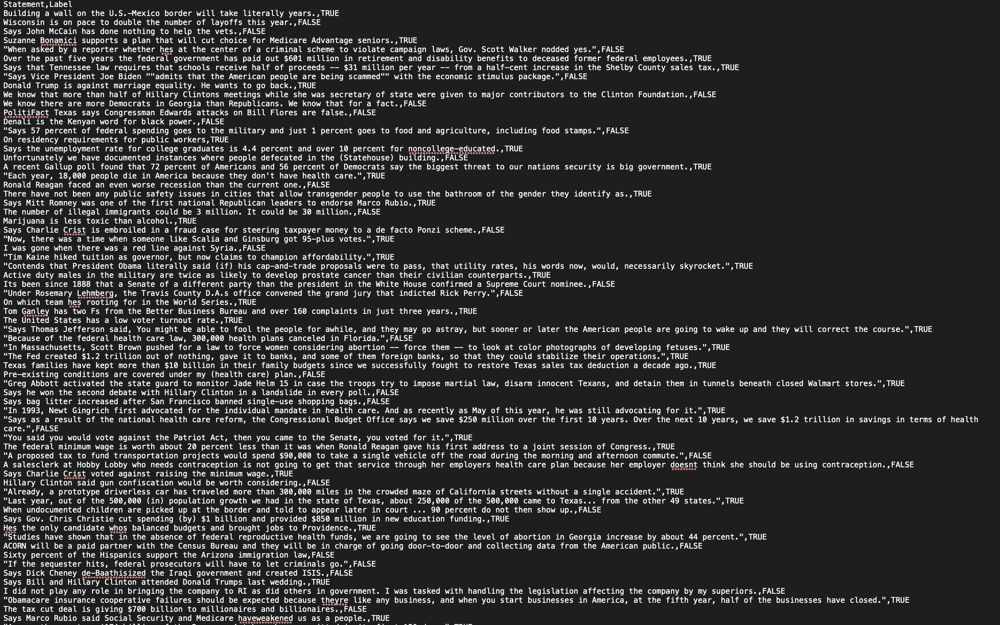 Statement,Label
Building a wall on the U.S.–Mexico border will take literally years.,TRUE
Wisconsin is on pace to double the number of layoffs this year.,FALSE
Says John McCain has done nothing to help the vets.,FALSE
Suzanne Bonamici supports a plan that will cut choice for Medicare Advantage seniors.,TRUE
"When asked by a reporter whether hes at the center of a criminal scheme to violate campaign laws, Gov. Scott Walker nodded yes.",FALSE
Over the past five years the federal government has paid out $601 million in retirement and disability benefits to deceased former federal employees.,TRUE
Says that Tennessee law requires that schools receive half of proceeds -- $31 million per year -- from a half-cent increase in the Shelby County sales tax.,TRUE
"Says Vice President Joe Biden ""admits that the American people are being scammed"" with the economic stimulus package.",FALSE
Donald Trump is against marriage equality. He wants to go back.,TRUE
We know that more than half of Hillary Clintons meetings while she was secretary of state were given to major contributors to the Clinton Foundation.,FALSE
We know there are more Democrats in Georgia than Republicans. We know that for a fact.,FALSE
PolitiFact Texas says Congressman Edwards attacks on Bill Flores are false.,FALSE
Denali is the Kenyan word for black power.,FALSE
"Says 57 percent of federal spending goes to the military and just 1 percent goes to food and agriculture, including food stamps.",FALSE
On residency requirements for public workers,TRUE
Says the unemployment rate for college graduates is 4.4 percent and over 10 percent for noncollege-educated.,TRUE
Unfortunately we have documented instances where people defecated in the (Statehouse) building.,FALSE
A recent Gallup poll found that 72 percent of Americans and 56 percent of Democrats say the biggest threat to our nations security is big government.,TRUE
"Each year, 18,000 people die in America because they don't have health care.",TRUE
Ronald Reagan faced an even worse recession than the current one.,FALSE
There have not been any public safety issues in cities that allow transgender people to use the bathroom of the gender they identify as.,TRUE
Says Mitt Romney was one of the first national Republican leaders to endorse Marco Rubio.,TRUE
The number of illegal immigrants could be 3 million. It could be 30 million.,FALSE
Marijuana is less toxic than alcohol.,TRUE
Says Charlie Crist is embroiled in a fraud case for steering taxpayer money to a de facto Ponzi scheme.,FALSE
"Now, there was a time when someone like Scalia and Ginsburg got 95-plus votes.",TRUE
I was gone when there was a red line against Syria.,FALSE
"Tim Kaine hiked tuition as governor, but now claims to champion affordability.",TRUE
"Contends that President Obama literally said (if) his cap-and-trade proposals were to pass, that utility rates, his words now, would, necessarily skyrocket.",TRUE
Active duty males in the military are twice as likely to develop prostate cancer than their civilian counterparts.,TRUE
Its been since 1888 that a Senate of a different party than the president in the White House confirmed a Supreme Court nominee.,FALSE
"Under Rosemary Lehmberg, the Travis County D.A.s office convened the grand jury that indicted Rick Perry.",FALSE
On which team hes rooting for in the World Series.,TRUE
Tom Ganley has two Fs from the Better Business Bureau and over 160 complaints in just three years.,TRUE
The United States has a low voter turnout rate.,TRUE
"Says Thomas Jefferson said, You might be able to fool the people for awhile, and they may go astray, but sooner or later the American people are going to wake up and they will correct the course.",TRUE
"Because of the federal health care law, 300,000 health plans canceled in Florida.",FALSE
"In Massachusetts, Scott Brown pushed for a law to force women considering abortion -- force them -- to look at color photographs of developing fetuses.",TRUE
"The Fed created $1.2 trillion out of nothing, gave it to banks, and some of them foreign banks, so that they could stabilize their operations.",TRUE
Texas families have kept more than $10 billion in their family budgets since we successfully fought to restore Texas sales tax deduction a decade ago.,TRUE
Pre-existing conditions are covered under my (health care) plan.,FALSE
"Greg Abbott activated the state guard to monitor Jade Helm 15 in case the troops try to impose martial law, disarm innocent Texans, and detain them in tunnels beneath closed Walmart stores.",TRUE
Says he won the second debate with Hillary Clinton in a landslide in every poll.,FALSE
Says bag litter increased after San Francisco banned single-use shopping bags.,FALSE
"In 1993, Newt Gingrich first advocated for the individual mandate in health care. And as recently as May of this year, he was still advocating for it.",TRUE
"Says as a result of the national health care reform, the Congressional Budget Office says we save $250 million over the first 10 years. Over the next 10 years, we save $1.2 trillion in savings in terms of health
care.",FALSE
"You said you would vote against the Patriot Act, then you came to the Senate, you voted for it.",TRUE
The federal minimum wage is worth about 20 percent less than it was when Ronald Reagan gave his first address to a joint session of Congress.,TRUE
"A proposed tax to fund transportation projects would spend $90,000 to take a single vehicle off the road during the morning and afternoon commute.",FALSE
A salesclerk at Hobby Lobby who needs contraception is not going to get that service through her employers health care plan because her employer doesnt think she should be using contraception.,FALSE
Says Charlie Crist voted against raising the minimum wage.,TRUE
Hillary Clinton said gun confiscation would be worth considering.,FALSE
"Already, a prototype driverless car has traveled more than 300,000 miles in the crowded maze of California streets without a single accident.",TRUE
"Last year, out of the 500,000 (in) population growth we had in the state of Texas, about 250,000 of the 500,000 came to Texas... from the other 49 states.",TRUE
When undocumented children are picked up at the border and told to appear later in court ... 90 percent do not then show up.,FALSE
Says Gov. Chris Christie cut spending (by) $1 billion and provided $850 million in new education funding.,TRUE
Hes the only candidate whos balanced budgets and brought jobs to Providence.,TRUE
"Studies have shown that in the absence of federal reproductive health funds, we are going to see the level of abortion in Georgia increase by about 44 percent.",TRUE
ACORN will be a paid partner with the Census Bureau and they will be in charge of going door-to-door and collecting data from the American public.,FALSE
Sixty percent of the Hispanics support the Arizona immigration law,FALSE
"If the sequester hits, federal prosecutors will have to let criminals go.",FALSE
Says Dick Cheney de-Baathisized the Iraqi government and created ISIS.,FALSE
Says Bill and Hillary Clinton attended Donald Trumps last wedding.,TRUE
I did not play any role in bringing the company to RI as did others in government. I was tasked with handling the legislation affecting the company by my superiors.,FALSE
"Obamacare insurance cooperative failures should be expected because theyre like any business, and when you start businesses in America, at the fifth year, half of the businesses have closed.",TRUE
The tax cut deal is giving $700 billion to millionaires and billionaires.,FALSE
Says Marco Rubio said Social Security and Medicare haveweakened us as a people.,TRUE